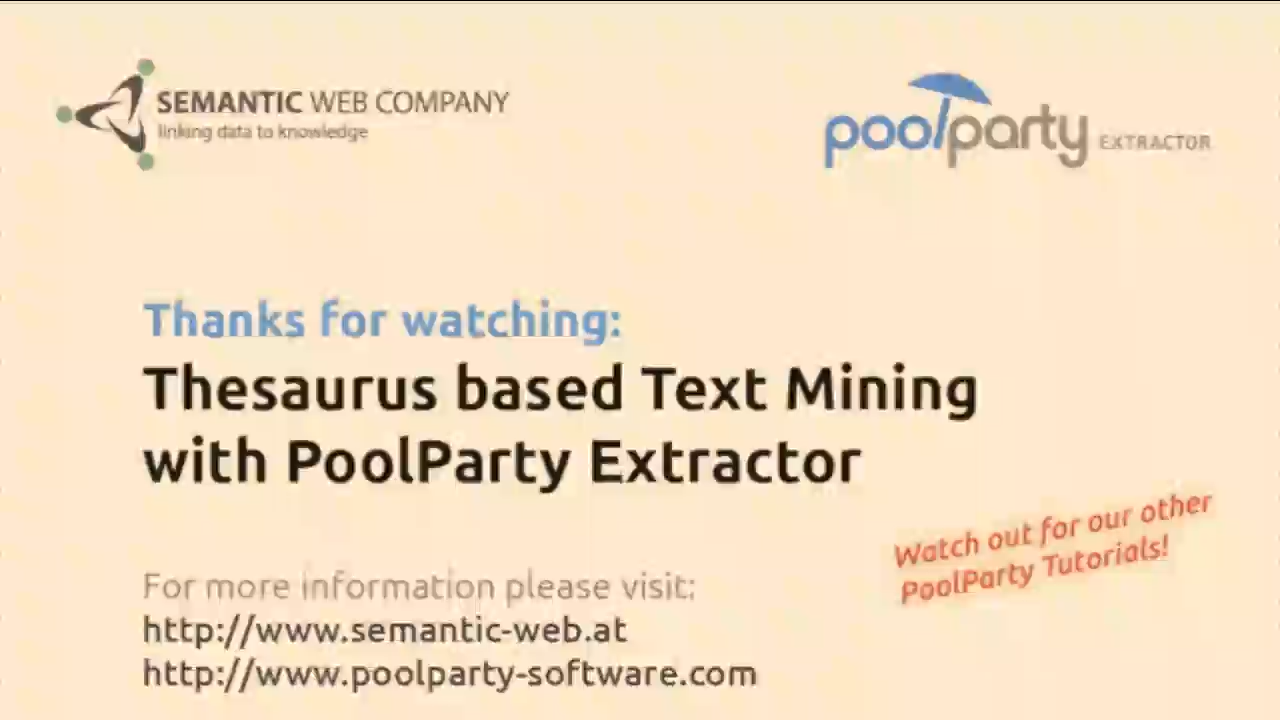 SEMANTIC WEB COMPANY
linking data to knowledge
poolparty EXTRACTOR
Thanks for watching:
Thesaurus based Text Mining
with PoolParty Extractor
Watch out for our other
PoolParty Tutorials!
For more information please visit:
http://www.semantic-web.at
http://www.poolparty-software.com